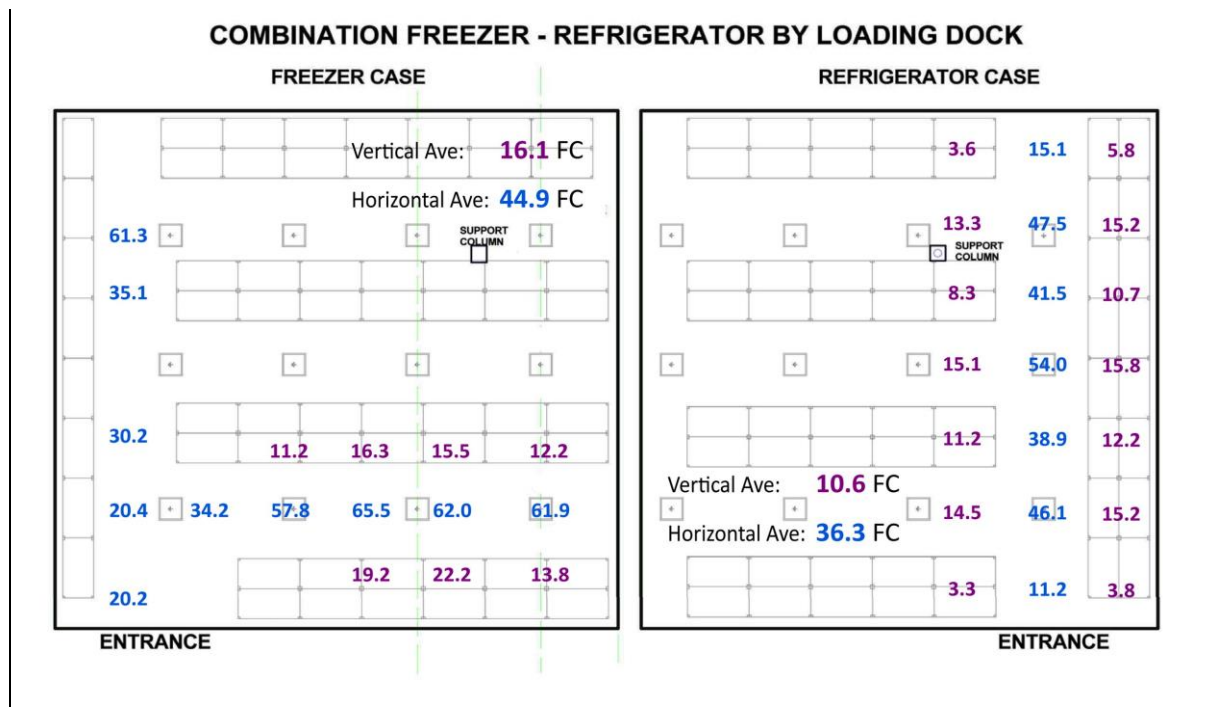 COMBINATION FREEZER - REFRIGERATOR BY LOADING DOCK
FREEZER CASE
Vertical Ave: 16.1 FC
Horizontal Ave: 44.9 FC
61.3
SUPPORT
COLUMN
35.1
30.2
11.2 16.3 15.5 12.2
20.4 34.2 57.8 65.5 62.0 61.9
19.2 22.2 13.8
20.2
ENTRANCE
REFRIGERATOR CASE
3.6 15.1 5.8
13.3 47.5 15.2
SUPPORT
COLUMN
8.3 41.5 10.7
15.1 54.0 15.8
11.2 38.9 12.2
Vertical Ave: 10.6 FC
14.5 46.1 15.2
Horizontal Ave: 36.3 FC
3.3 11.2 3.8
ENTRANCE